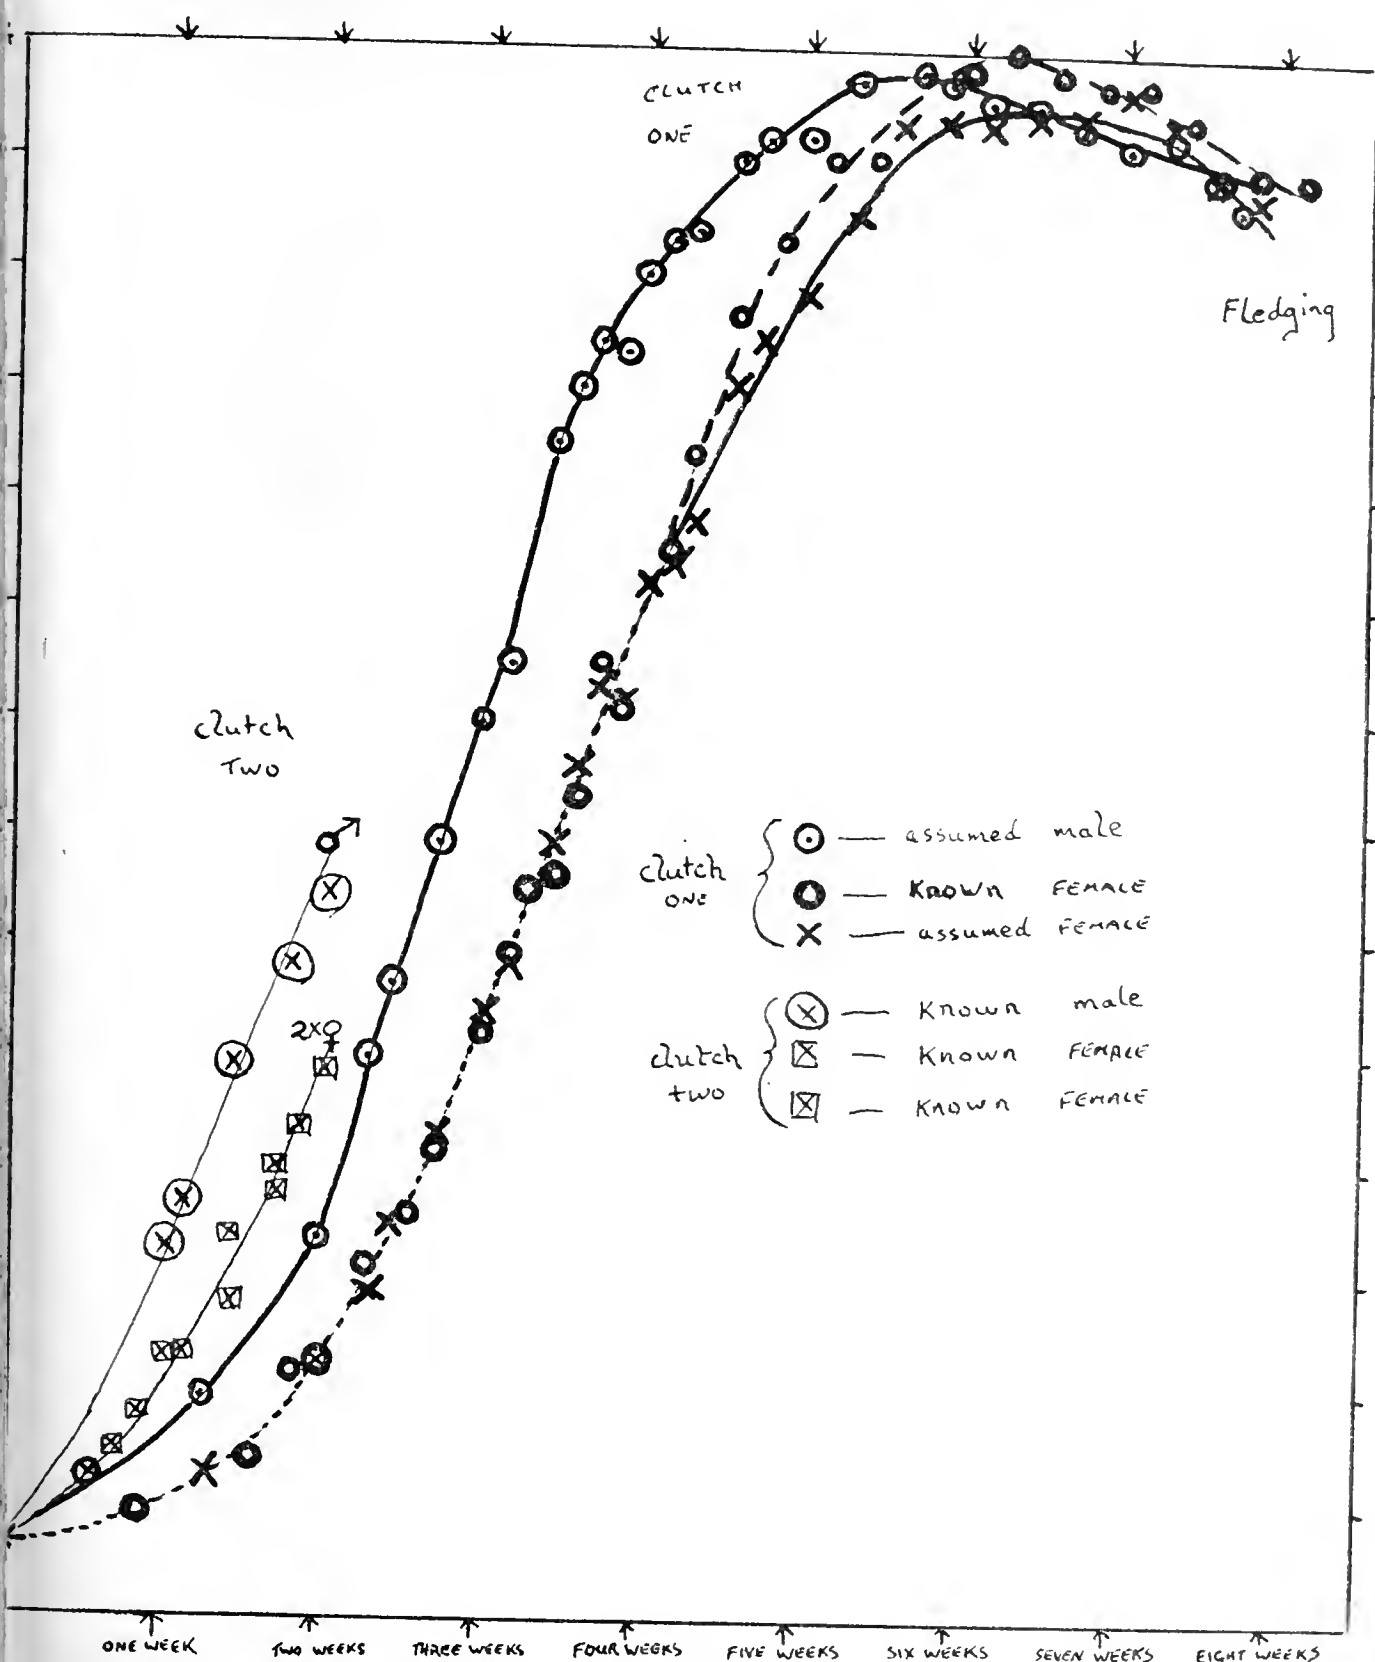 CLUTCH
ONE
Fledging
clutch
TWO
♂
2x♀
clutch
ONE
assumed male
Known FEMALE
assumed FEMALE
clutch
two
Known male
Known FEMALE
Known FEMALE
ONE WEEK TWO WEEKS THREE WEEKS FOUR WEEKS FIVE WEEKS SIX WEEKS SEVEN WEEKS EIGHT WEEKS